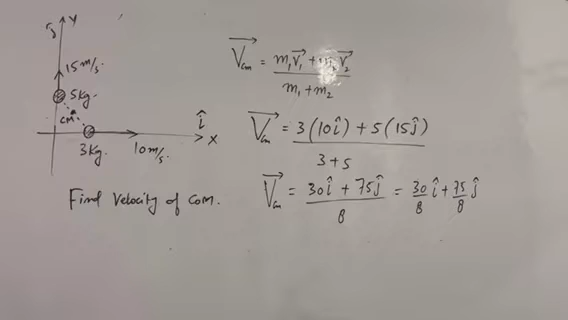 ĵ Y
15 m/s.
5kg.
cm
î
X
3kg. 10m/s.
Find Velocity of COM.
V⃗cm = m₁v⃗₁ + m₂v⃗₂ / m₁ + m₂
V⃗cm = 3(10î) + 5(15ĵ) / 3 + 5
V⃗cm = 30î + 75ĵ / 8 = 30/8 î + 75/8 ĵ